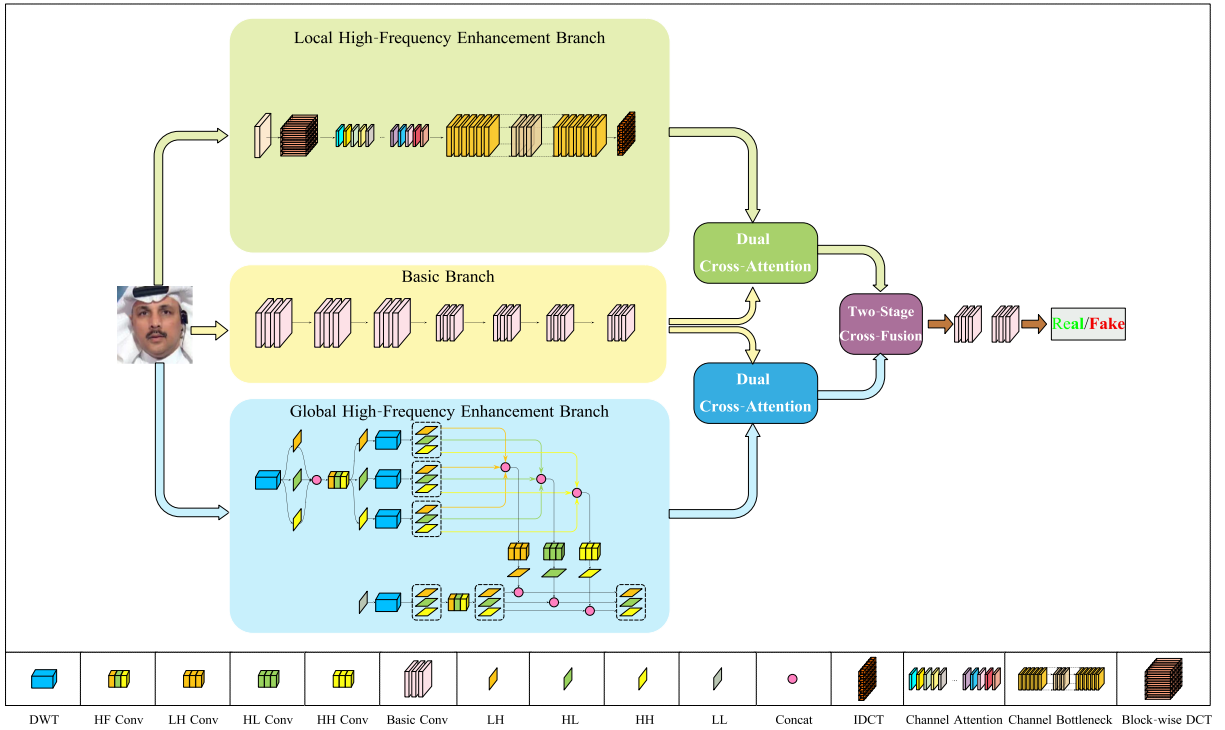 Local High-Frequency Enhancement Branch
Dual
Cross-Attention
Basic Branch
Two-Stage
Cross-Fusion
Real/Fake
Dual
Cross-Attention
Global High-Frequency Enhancement Branch
DWT
HF Conv
LH Conv
HL Conv
HH Conv
Basic Conv
LH
HL
HH
LL
Concat
IDCT
Channel Attention
Channel Bottleneck
Block-wise DCT